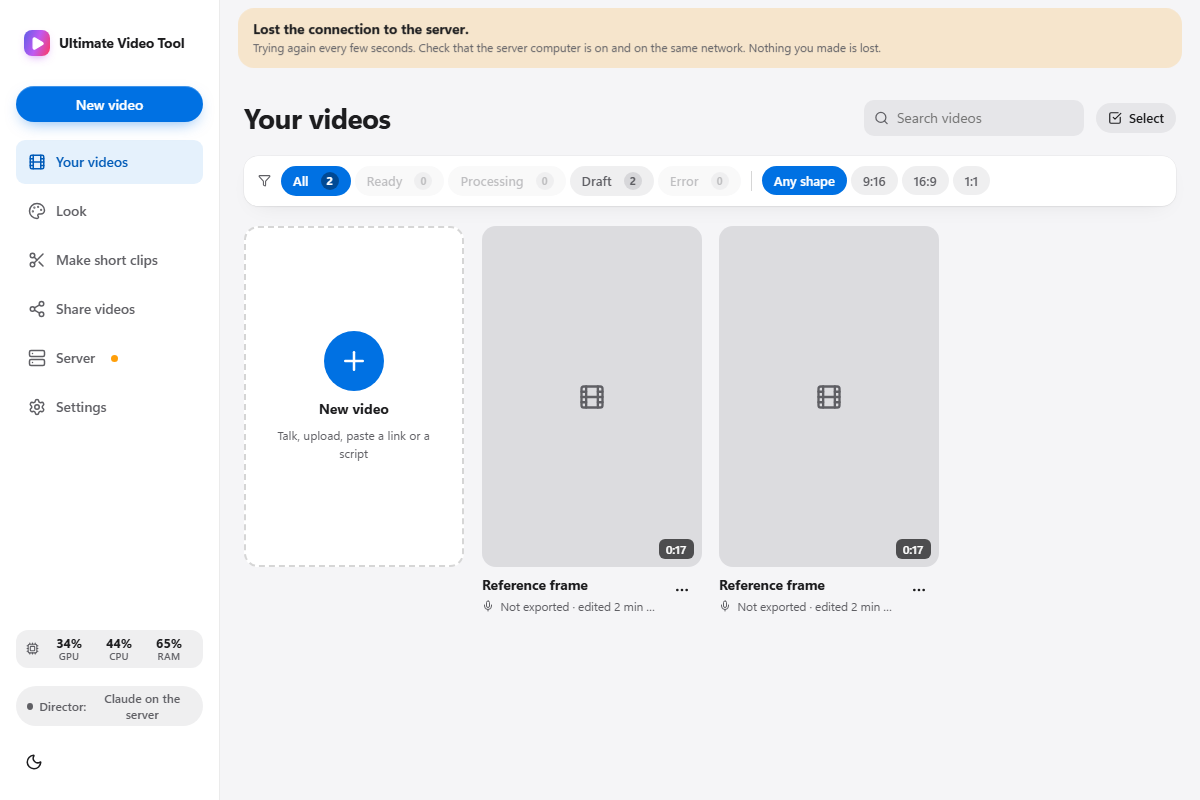 Ultimate Video Tool
New video
Your videos
Look
Make short clips
Share videos
Server
Settings
34% 44% 65%
GPU CPU RAM
Director: Claude on the server
Lost the connection to the server.
Trying again every few seconds. Check that the server computer is on and on the same network. Nothing you made is lost.
Your videos
Search videos
Select
All 2 Ready 0 Processing 0 Draft 2 Error 0 Any shape 9:16 16:9 1:1
New video
Talk, upload, paste a link or a
script
0:17
0:17
Reference frame ...
Not exported · edited 2 min ...
Reference frame ...
Not exported · edited 2 min ...